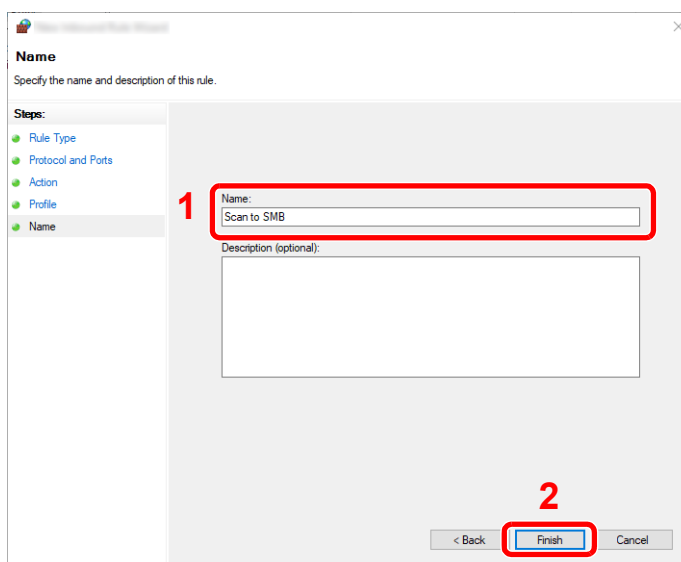 Name
Specify the name and description of this rule.
Steps:
Rule Type
Protocol and Ports
Action
Profile
Name
1
Name:
Scan to SMB
Description (optional):
2
< Back
Finish
Cancel